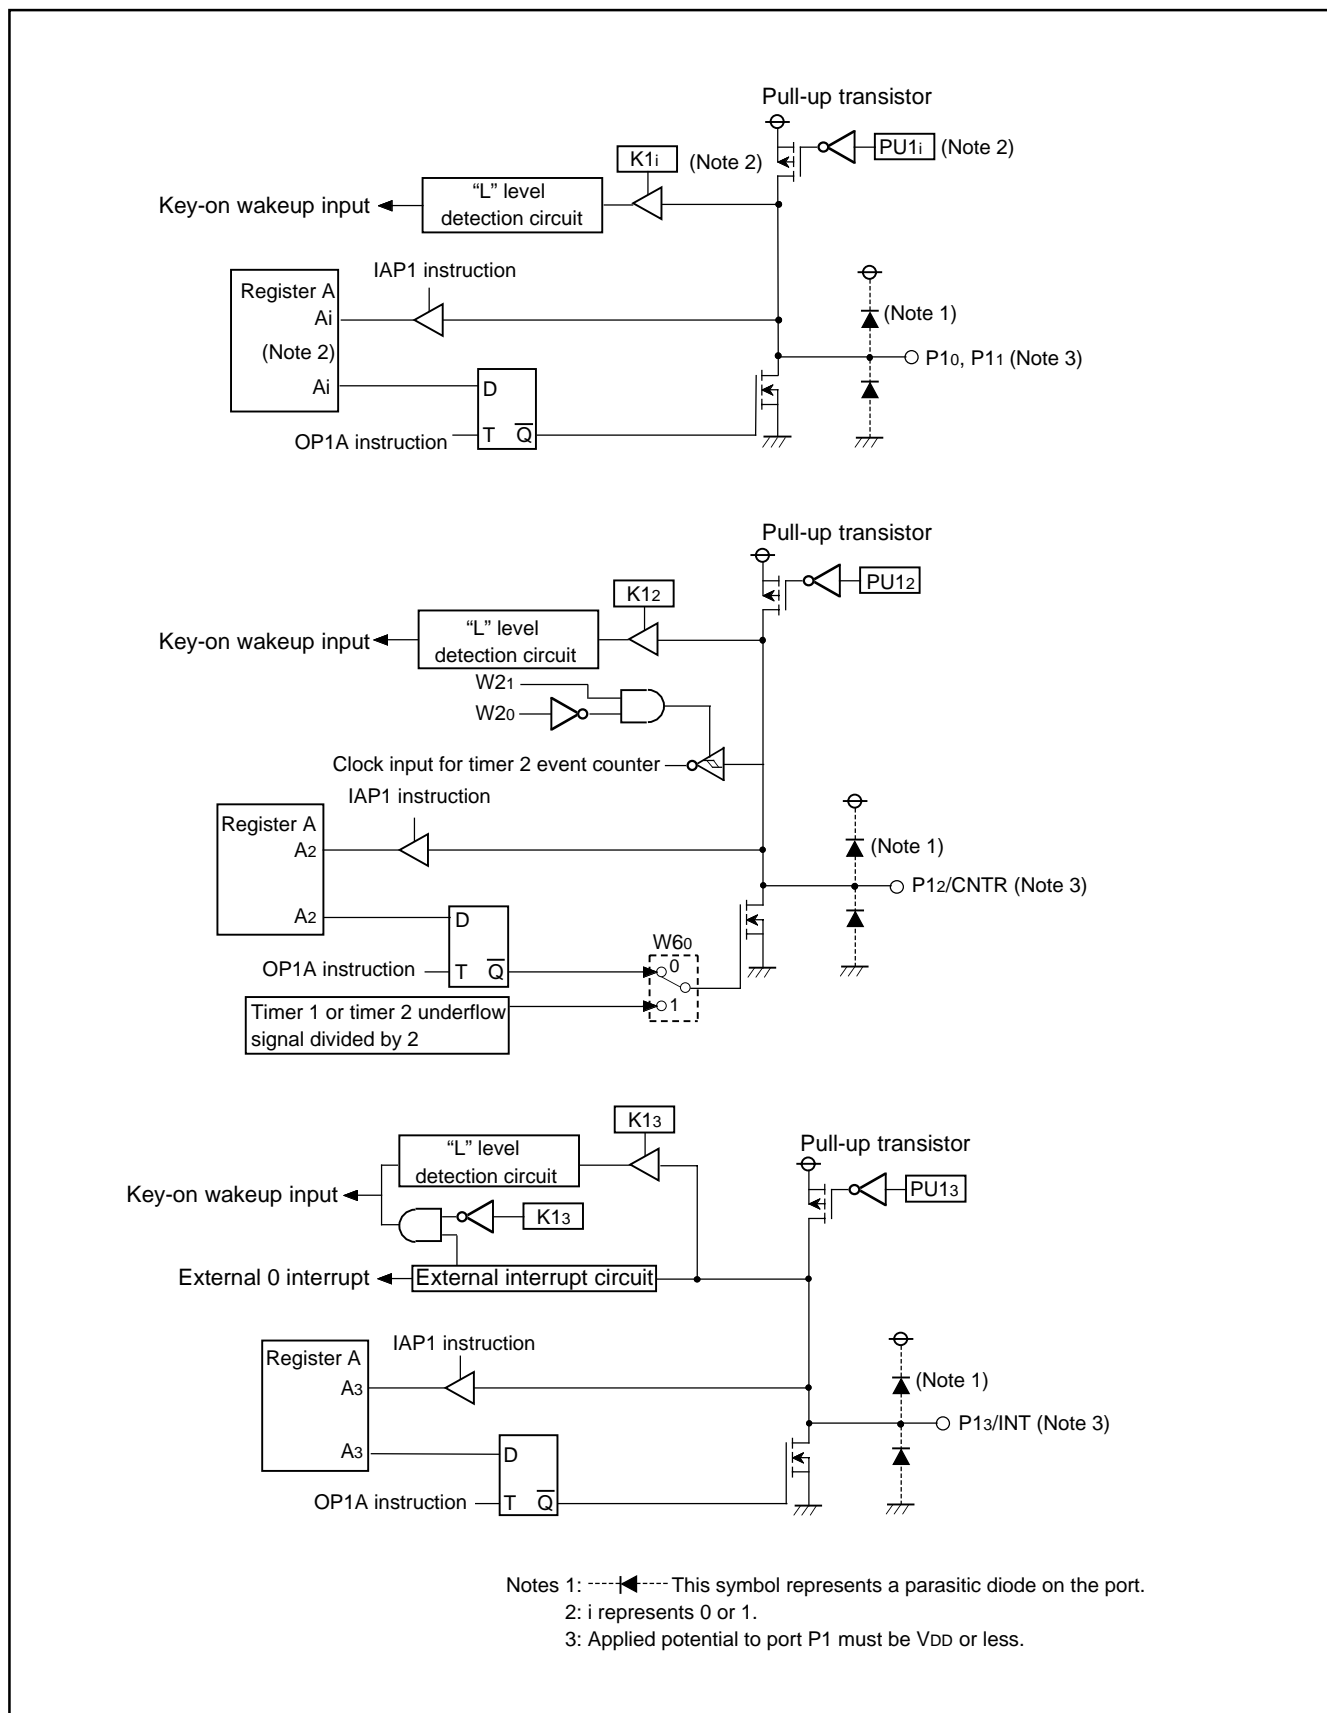 Pull-up transistor
K1i (Note 2) PU1i (Note 2)
Key-on wakeup input
“L” level
detection circuit
IAP1 instruction
Register A
Ai
(Note 2)
Ai
(Note 1)
P10, P11 (Note 3)
D
OP1A instruction T Q̅
Pull-up transistor
K12 PU12
Key-on wakeup input
“L” level
detection circuit
W21
W20
Clock input for timer 2 event counter
IAP1 instruction
Register A
A2
(Note 1)
P12/CNTR (Note 3)
A2
D
W60
OP1A instruction T Q̅ 0
Timer 1 or timer 2 underflow 1
signal divided by 2
K13
“L” level
detection circuit
Pull-up transistor
PU13
Key-on wakeup input
K13
External 0 interrupt External interrupt circuit
IAP1 instruction
Register A
A3
(Note 1)
P13/INT (Note 3)
A3
D
OP1A instruction T Q̅
Notes 1: This symbol represents a parasitic diode on the port.
2: i represents 0 or 1.
3: Applied potential to port P1 must be VDD or less.